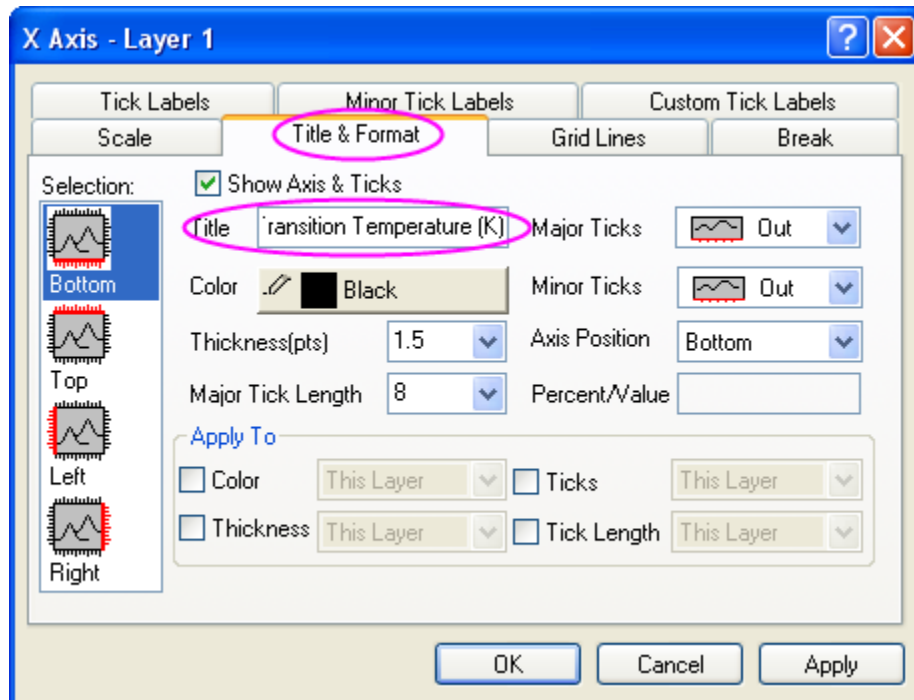 X Axis - Layer 1
Tick Labels Minor Tick Labels Custom Tick Labels
Scale Title & Format Grid Lines Break
Selection:
Show Axis & Ticks
Title ransition Temperature (K) Major Ticks Out
Bottom
Color Black Minor Ticks Out
Thickness(pts) 1.5 Axis Position Bottom
Top
Major Tick Length 8 Percent/Value
Apply To
Left
Color This Layer Ticks This Layer
Thickness This Layer Tick Length This Layer
Right
OK Cancel Apply